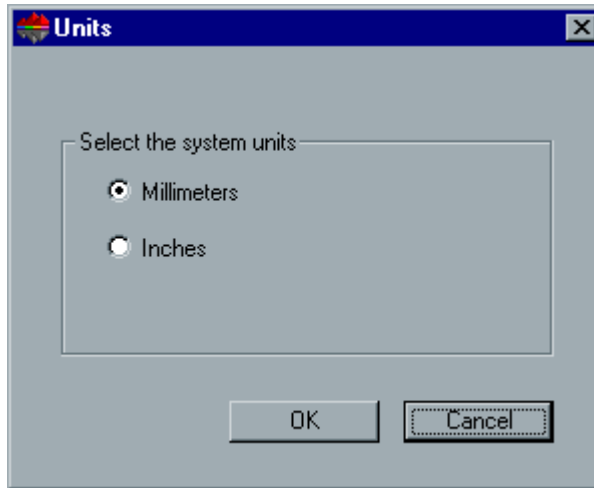 Units
Select the system units
Millimeters
Inches
OK
Cancel